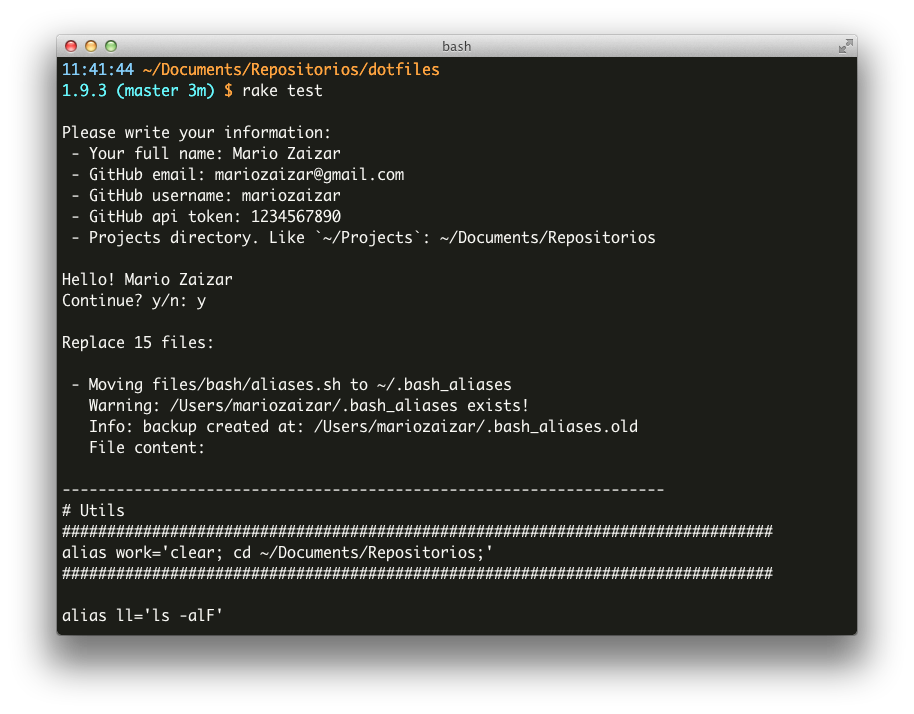 bash
11:41:44 ~/Documents/Repositorios/dotfiles
1.9.3 (master 3m) $ rake test
Please write your information:
- Your full name: Mario Zaizar
- GitHub email: mariozaizar@gmail.com
- GitHub username: mariozaizar
- GitHub api token: 1234567890
- Projects directory. Like `~/Projects`: ~/Documents/Repositorios
Hello! Mario Zaizar
Continue? y/n: y
Replace 15 files:
- Moving files/bash/aliases.sh to ~/.bash_aliases
Warning: /Users/mariozaizar/.bash_aliases exists!
Info: backup created at: /Users/mariozaizar/.bash_aliases.old
File content:
-------------------------------------------------------------------
# Utils
###############################################################################
alias work='clear; cd ~/Documents/Repositorios;'
###############################################################################
alias ll='ls -alF'